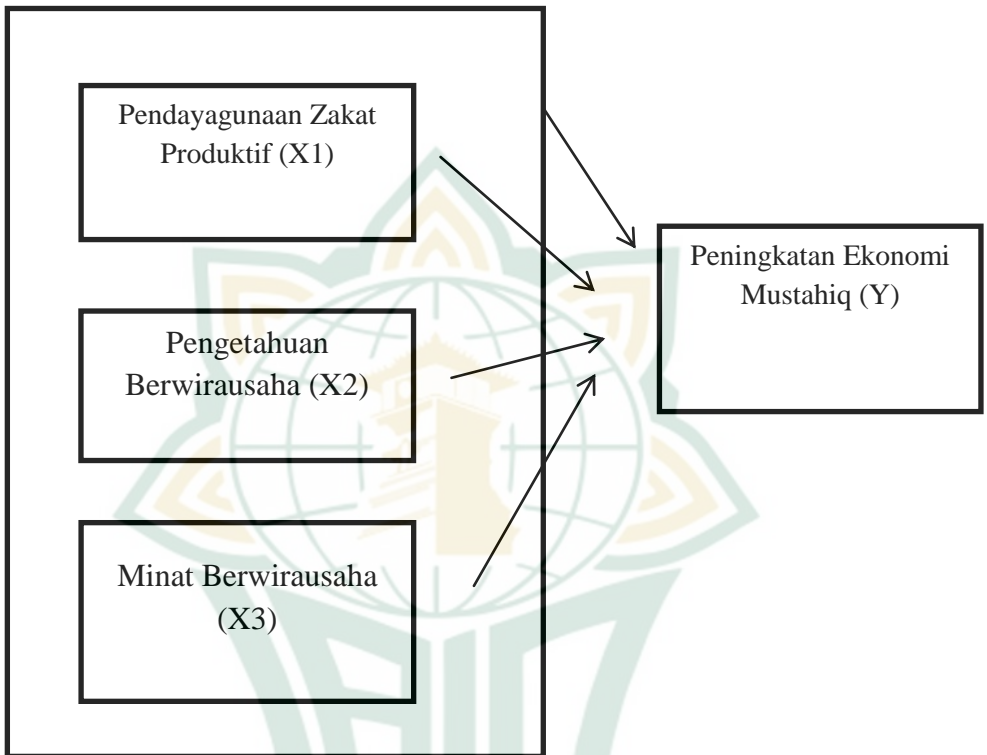 Pendayagunaan Zakat
Produktif (X1)
Peningkatan Ekonomi
Mustahiq (Y)
Pengetahuan
Berwirausaha (X2)
Minat Berwirausaha
(X3)